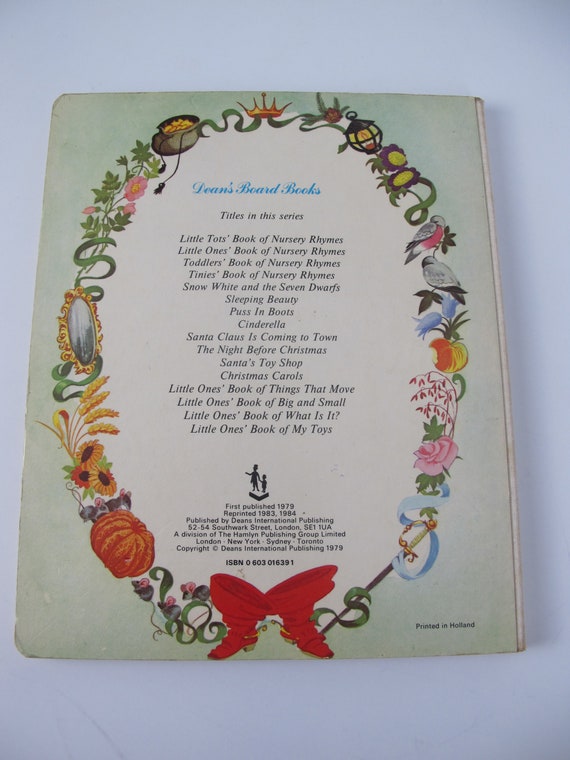 Dean's Board Books
Titles in this series
Little Tots' Book of Nursery Rhymes
Little Ones' Book of Nursery Rhymes
Toddlers' Book of Nursery Rhymes
Tinies' Book of Nursery Rhymes
Snow White and the Seven Dwarfs
Sleeping Beauty
Puss In Boots
Cinderella
Santa Claus Is Coming to Town
The Night Before Christmas
Santa's Toy Shop
Christmas Carols
Little Ones' Book of Things That Move
Little Ones' Book of Big and Small
Little Ones' Book of What Is It?
Little Ones' Book of My Toys
First published 1979
Reprinted 1983, 1984
Published by Deans International Publishing
52-54 Southwark Street, London, SE1 1UA
A division of The Hamlyn Publishing Group Limited
London · New York · Sydney · Toronto
Copyright © Deans International Publishing 1979
ISBN 0 603 01639 1
Printed in Holland